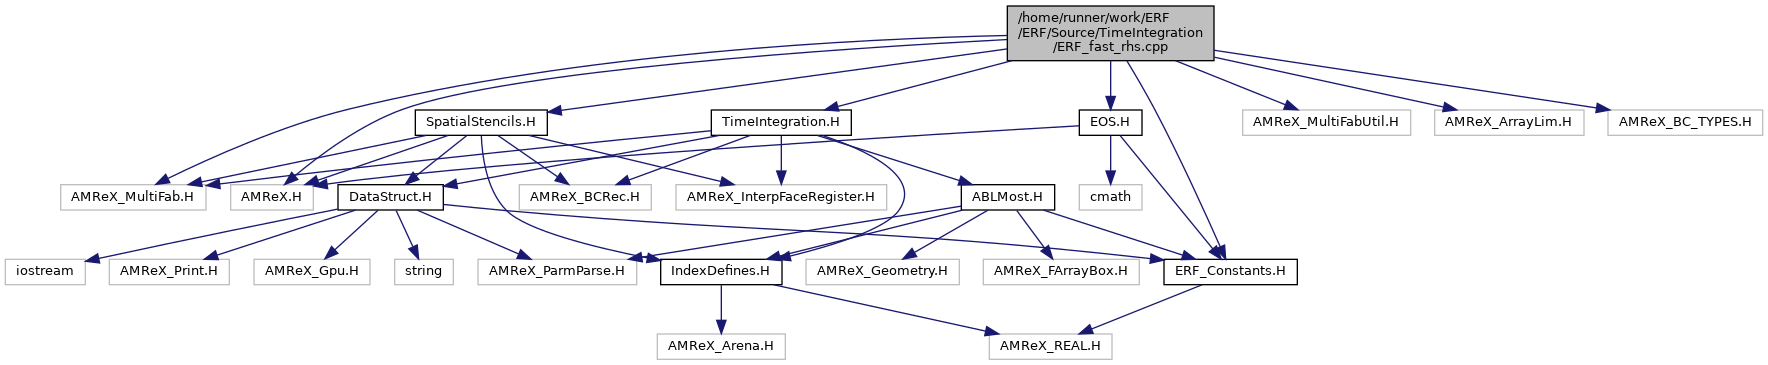 /home/runner/work/ERF
/ERF/Source/TimeIntegration
/ERF_fast_rhs.cpp
SpatialStencils.H
TimeIntegration.H
EOS.H
AMReX_MultiFabUtil.H
AMReX_ArrayLim.H
AMReX_BC_TYPES.H
AMReX_MultiFab.H
AMReX.H
DataStruct.H
AMReX_BCRec.H
AMReX_InterpFaceRegister.H
ABLMost.H
cmath
iostream
AMReX_Print.H
AMReX_Gpu.H
string
AMReX_ParmParse.H
IndexDefines.H
AMReX_Geometry.H
AMReX_FArrayBox.H
ERF_Constants.H
AMReX_Arena.H
AMReX_REAL.H